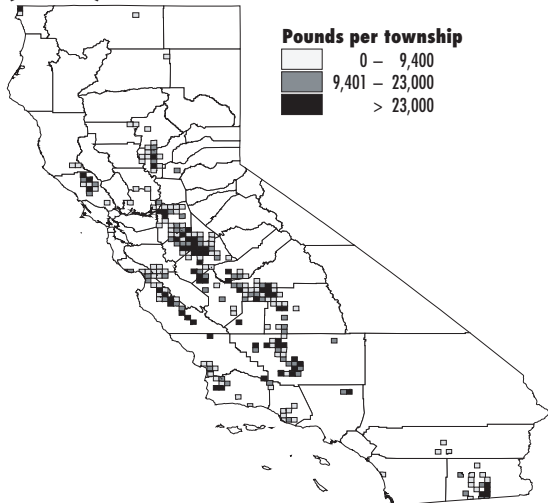 Pounds per township
0 – 9,400
9,401 – 23,000
> 23,000